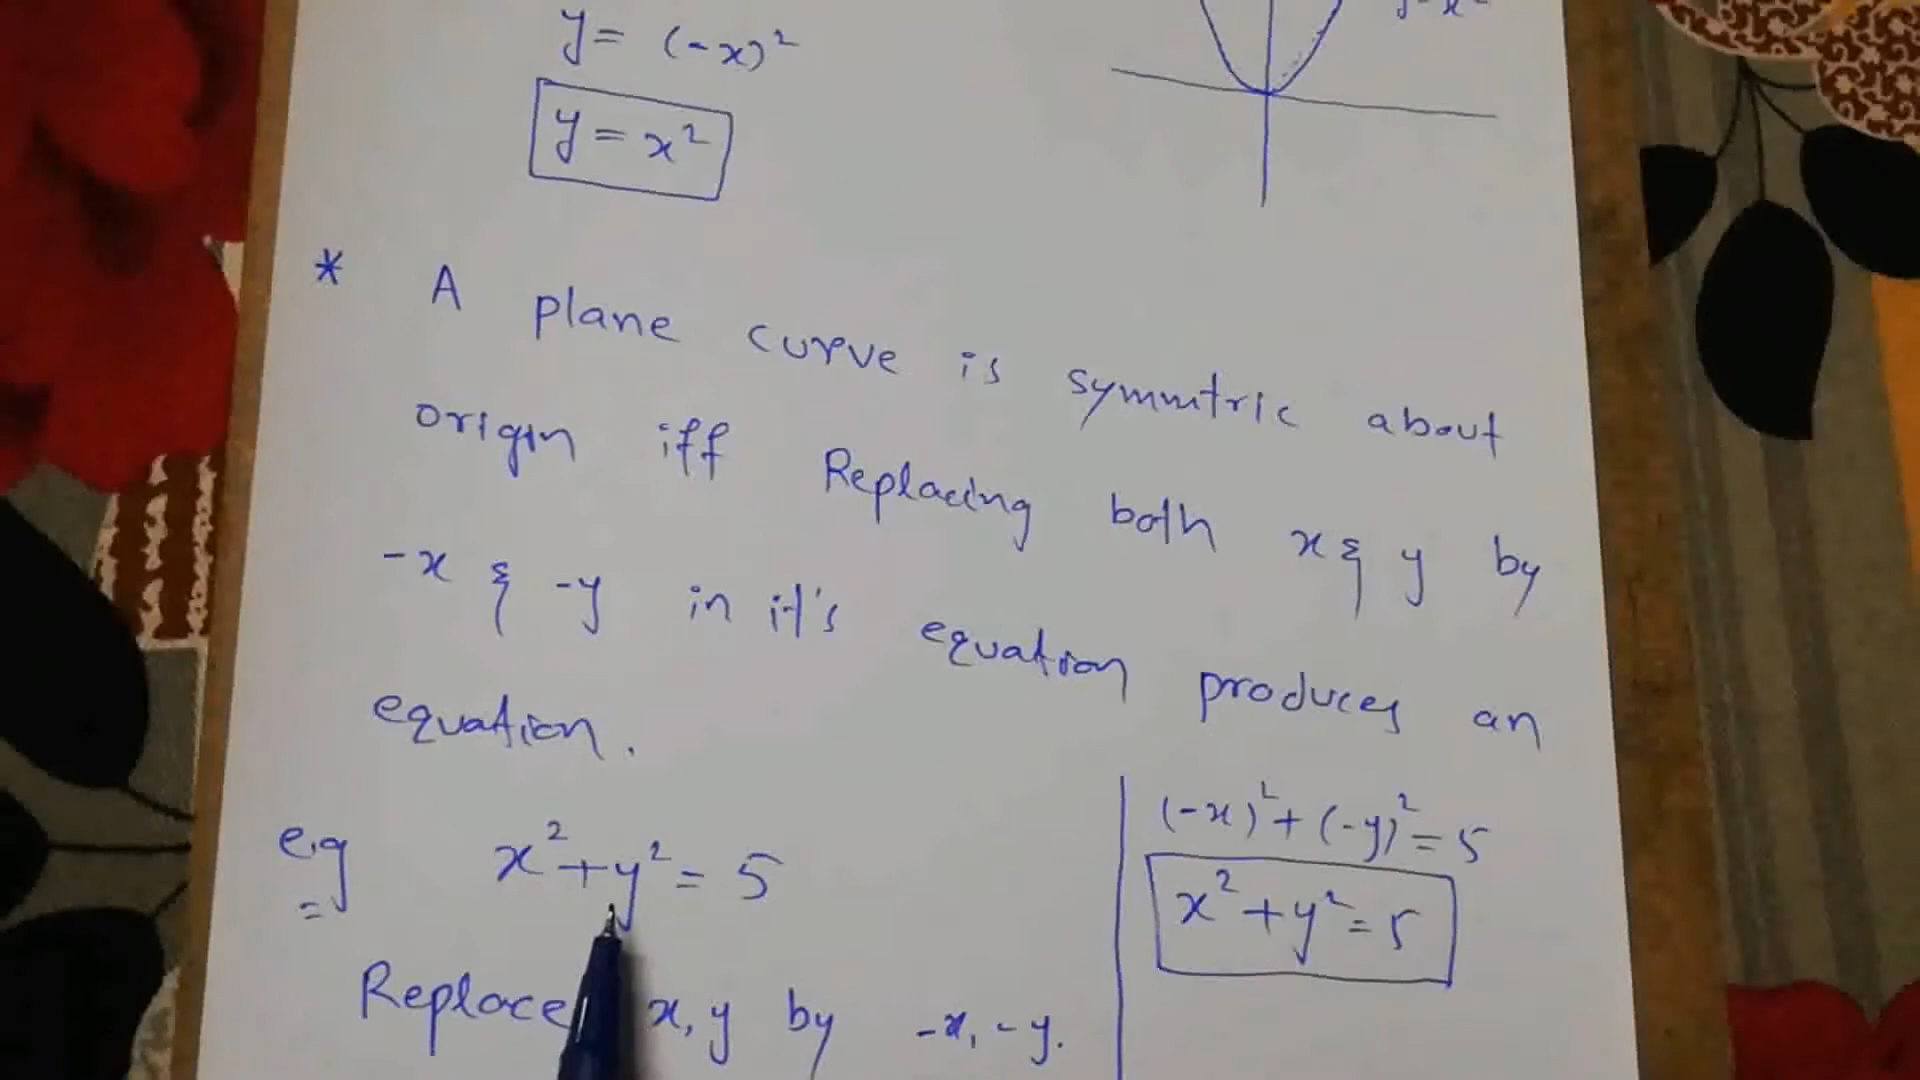 y = (-x)²
y = x²
* A plane curve is symmtric about
origin iff Replacing both x & y by
-x & -y in it's equation produces an
equation.
e.g x² + y² = 5
Replace x, y by -x, -y.
(-x)² + (-y)² = 5
x² + y² = 5